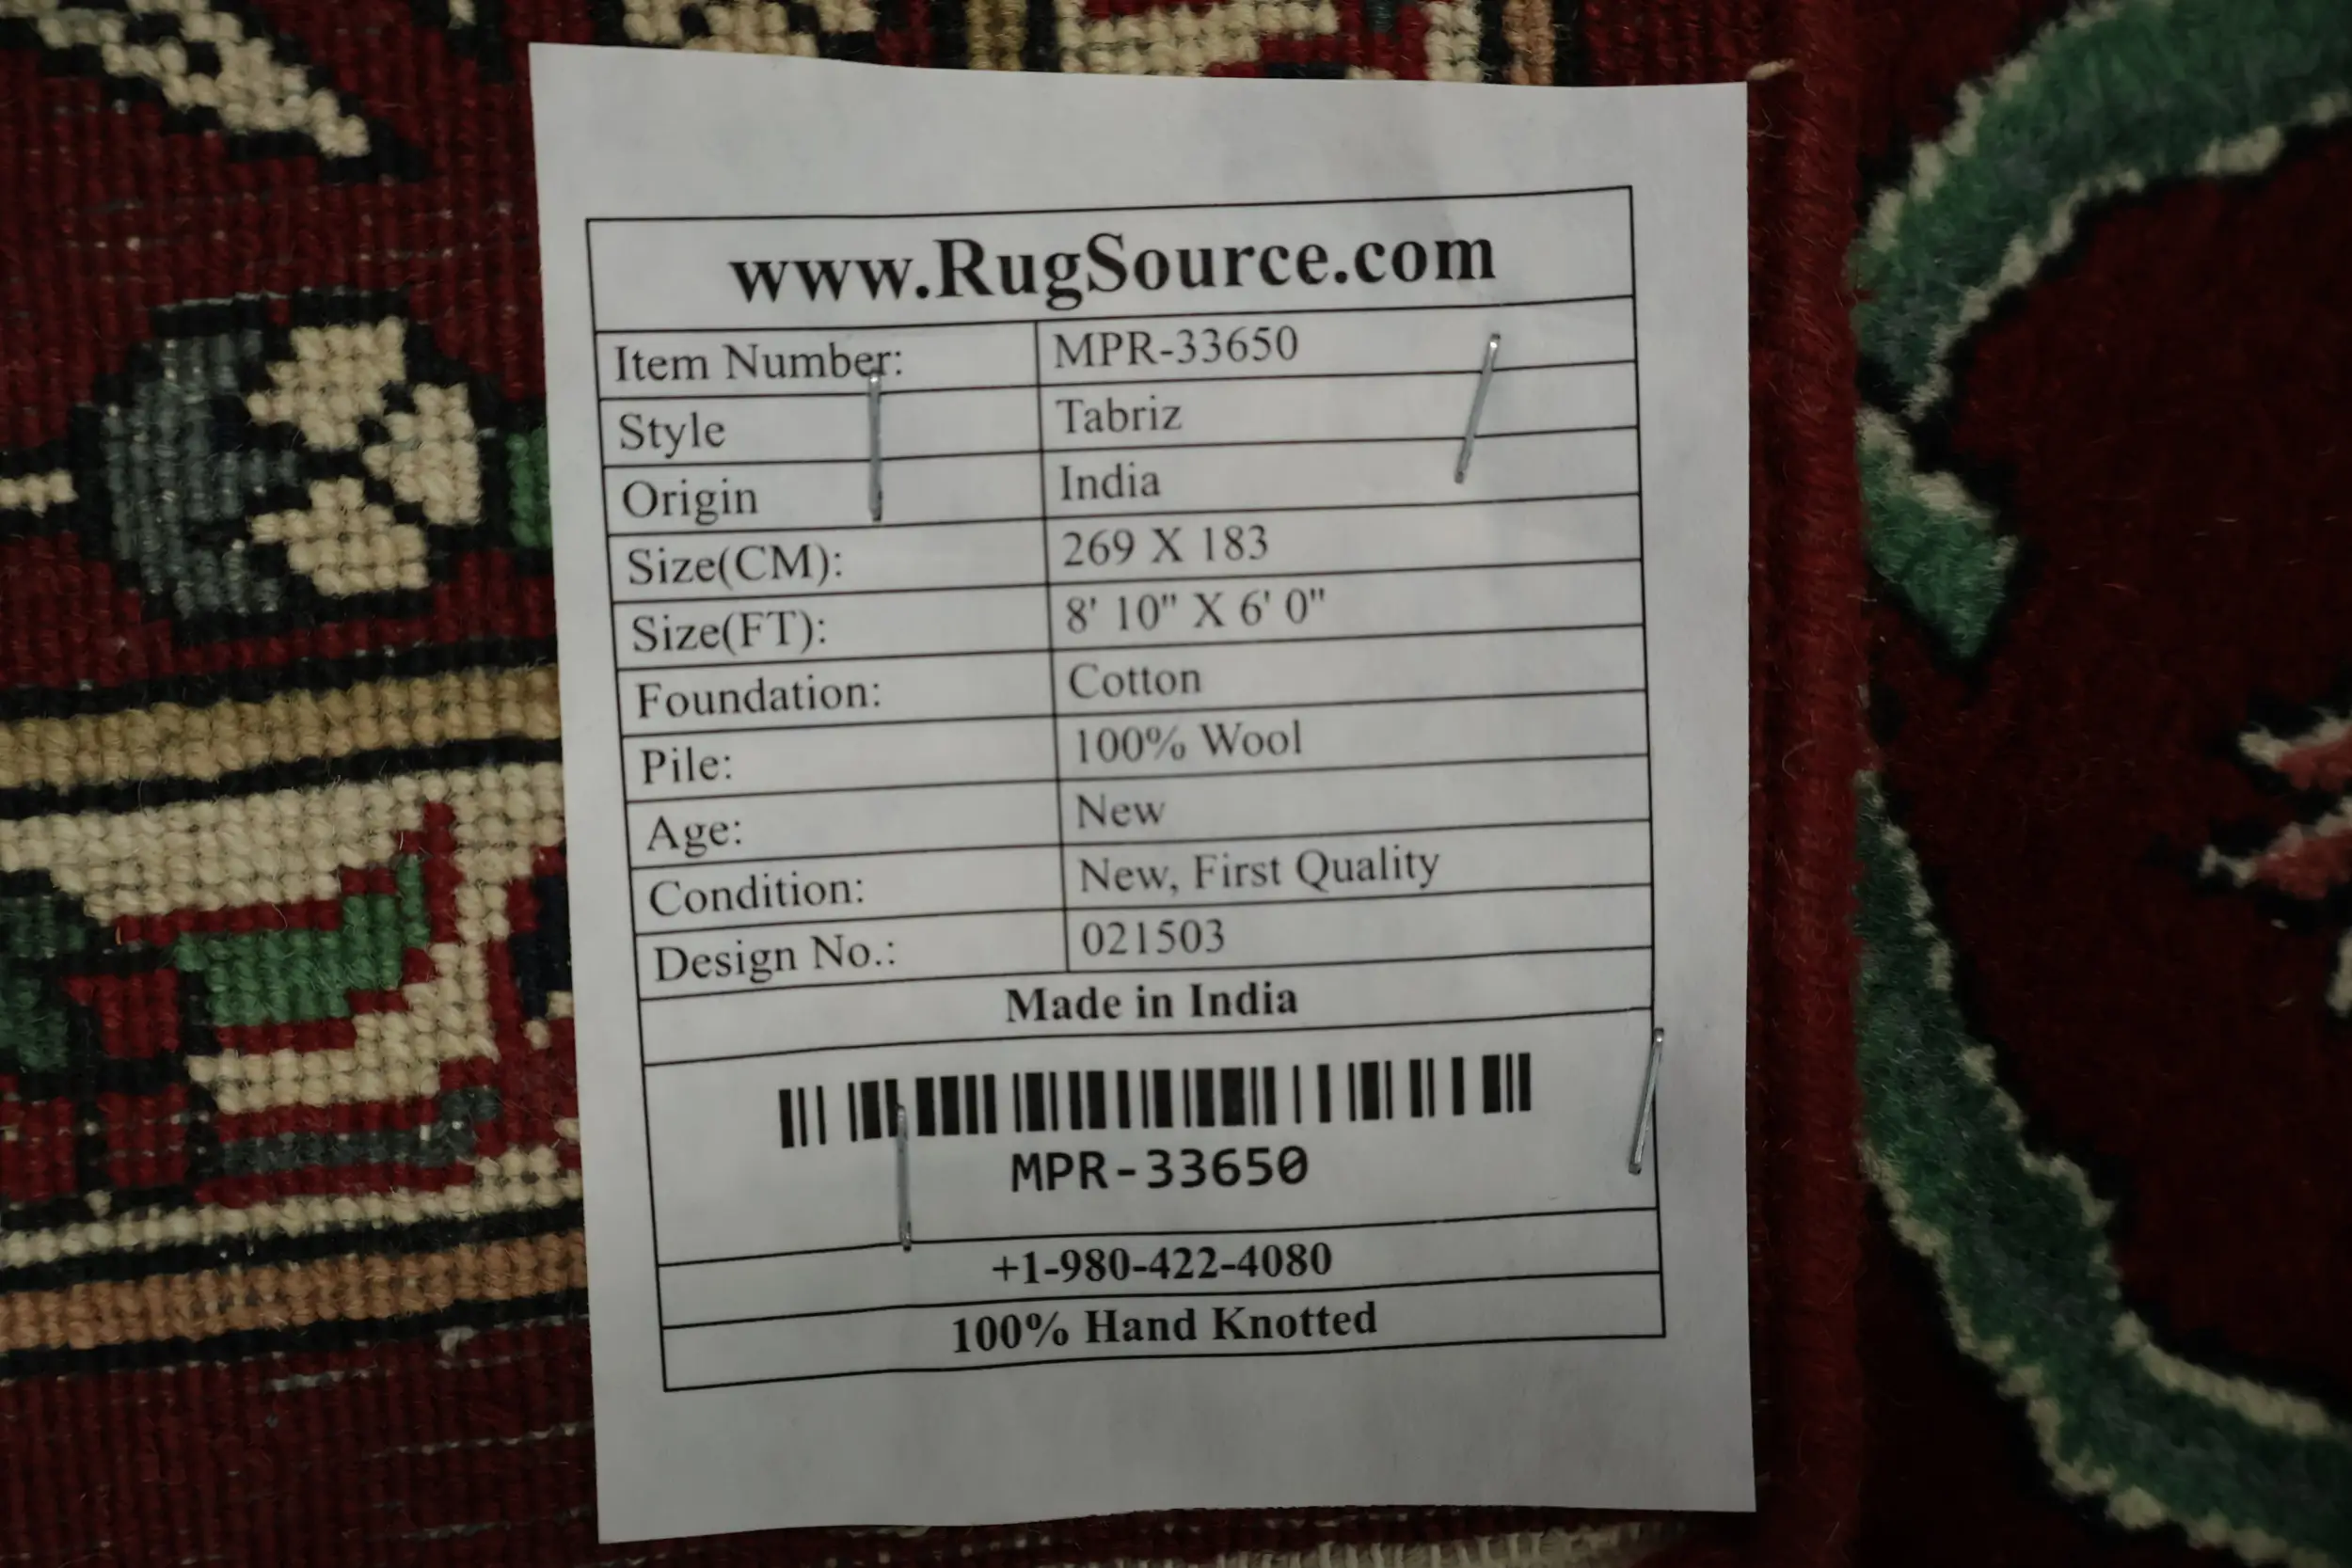 www.RugSource.com
Item Number: MPR-33650
Style Tabriz
Origin India
Size(CM): 269 X 183
Size(FT): 8' 10" X 6' 0"
Foundation: Cotton
Pile: 100% Wool
Age: New
Condition: New, First Quality
Design No.: 021503
Made in India
MPR-33650
+1-980-422-4080
100% Hand Knotted